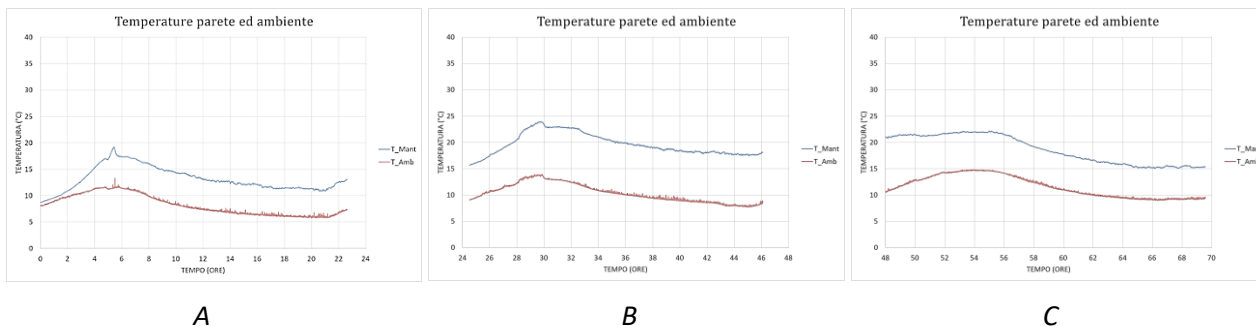 Temperature parete ed ambiente
TEMPERATURA (°C)
40
35
30
25
20
15
10
5
0
0 2 4 6 8 10 12 14 16 18 20 22 24
TEMPO (ORE)
T_Mant
T_Amb
Temperature parete ed ambiente
TEMPERATURA (°C)
40
35
30
25
20
15
10
5
0
24 26 28 30 32 34 36 38 40 42 44 46 48
TEMPO (ORE)
T_Mant
T_Amb
Temperature parete ed ambiente
TEMPERATURA (°C)
40
35
30
25
20
15
10
5
0
48 50 52 54 56 58 60 62 64 66 68 70
TEMPO (ORE)
T_Ma
T_Am
A B C